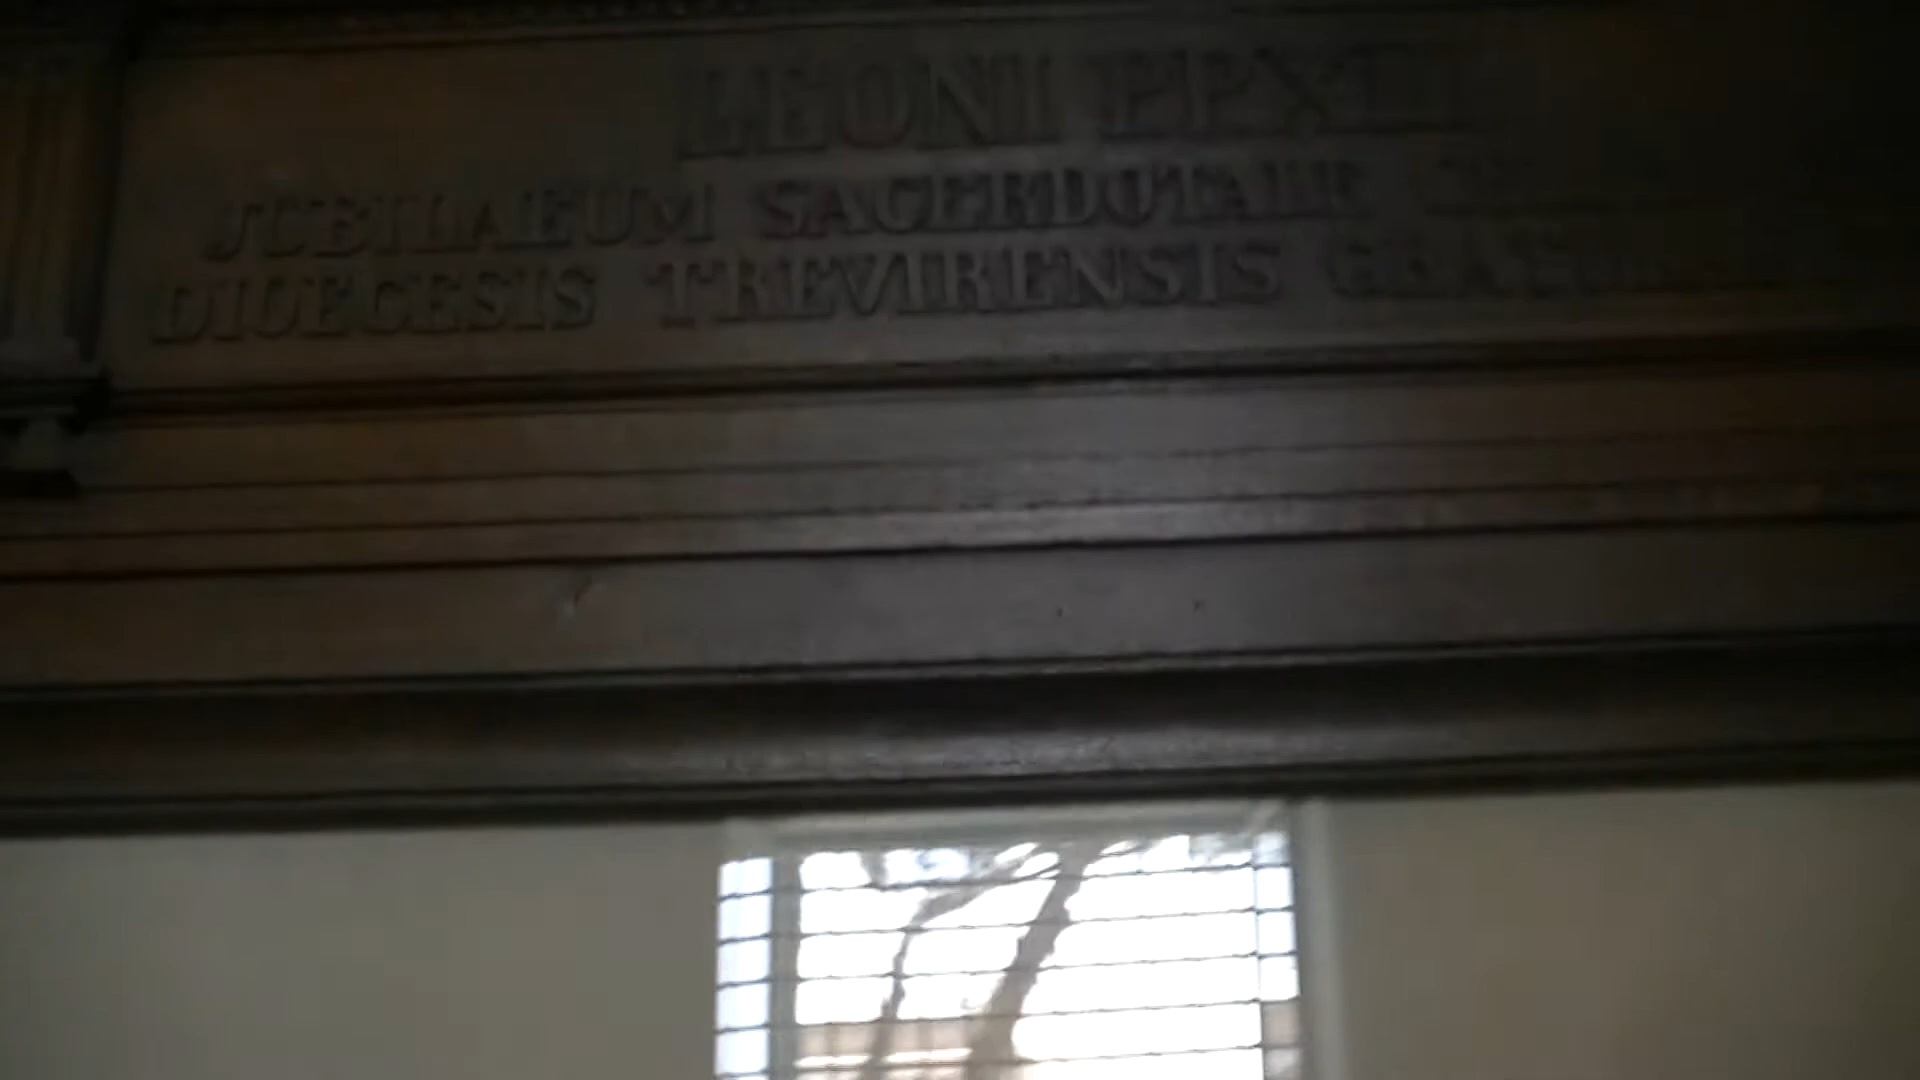 LEONI PP XIII
JUBILAEUM SACERDOTALE
DIOECESIS TREVIRENSIS